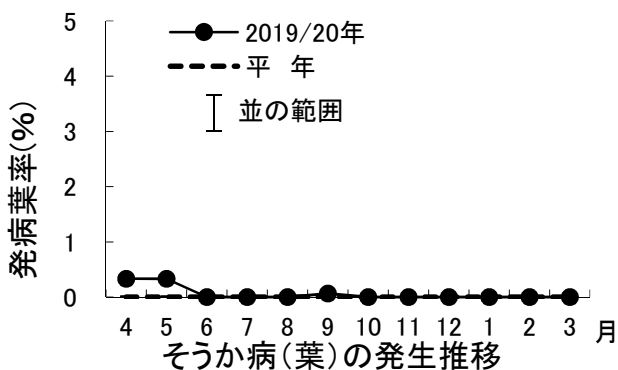 5
4
3
2
1
0
発病葉率(%)
2019/20年
平 年
並の範囲
4 5 6 7 8 9 10 11 12 1 2 3 月
そうか病(葉)の発生推移